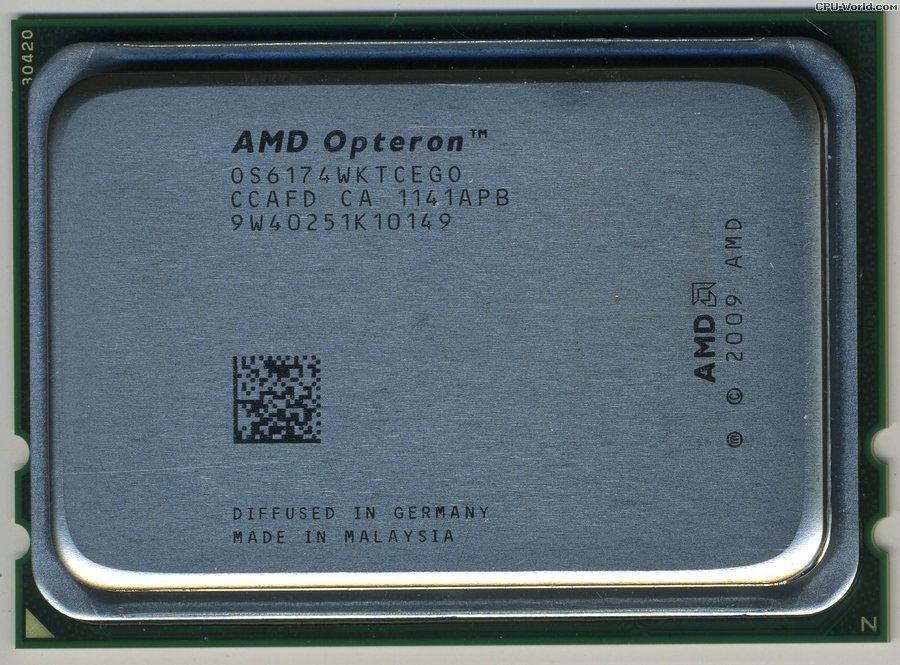 CPU-World.com
30420
AMD Opteron™
OS6174WKTCEGO
CCAFD CA 1141APB
9W40251K10149
AMD
ⓜ © 2009 AMD
DIFFUSED IN GERMANY
MADE IN MALAYSIA
Z